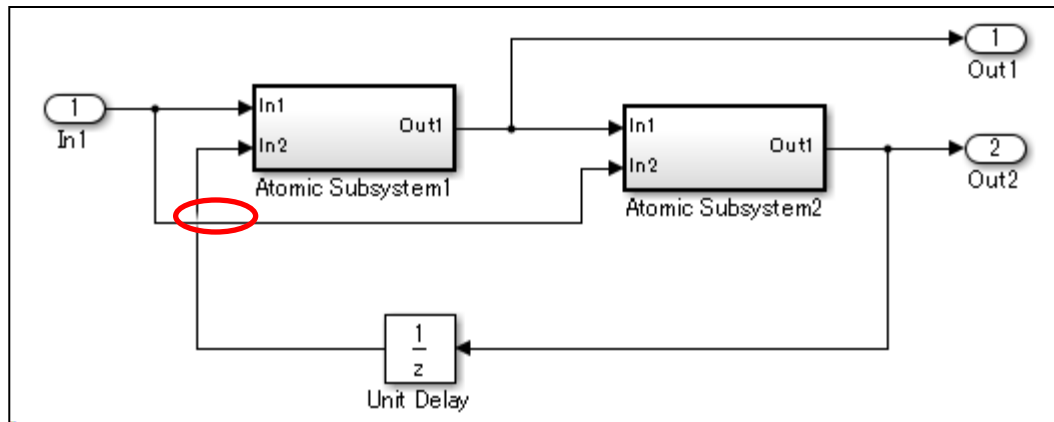 1
Out1
1
In1
In1
In2
Out1
Atomic Subsystem1
In1
In2
Out1
Atomic Subsystem2
2
Out2
1
z
Unit Delay